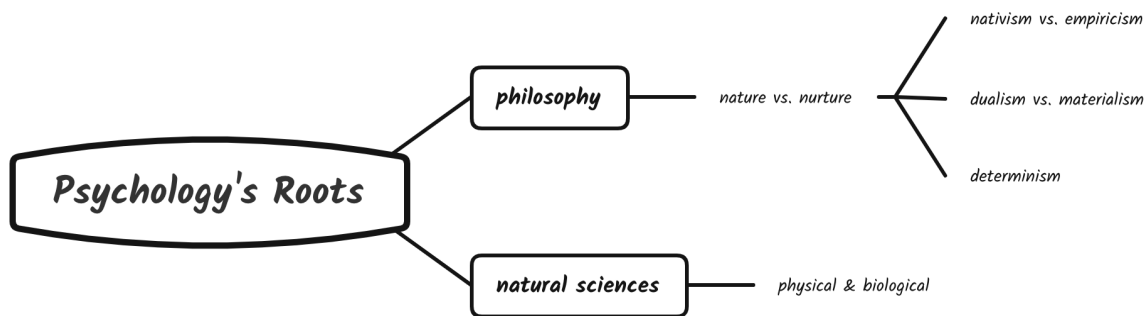 Psychology's Roots
philosophy
nature vs. nurture
nativism vs. empiricism
dualism vs. materialism
determinism
natural sciences
physical & biological